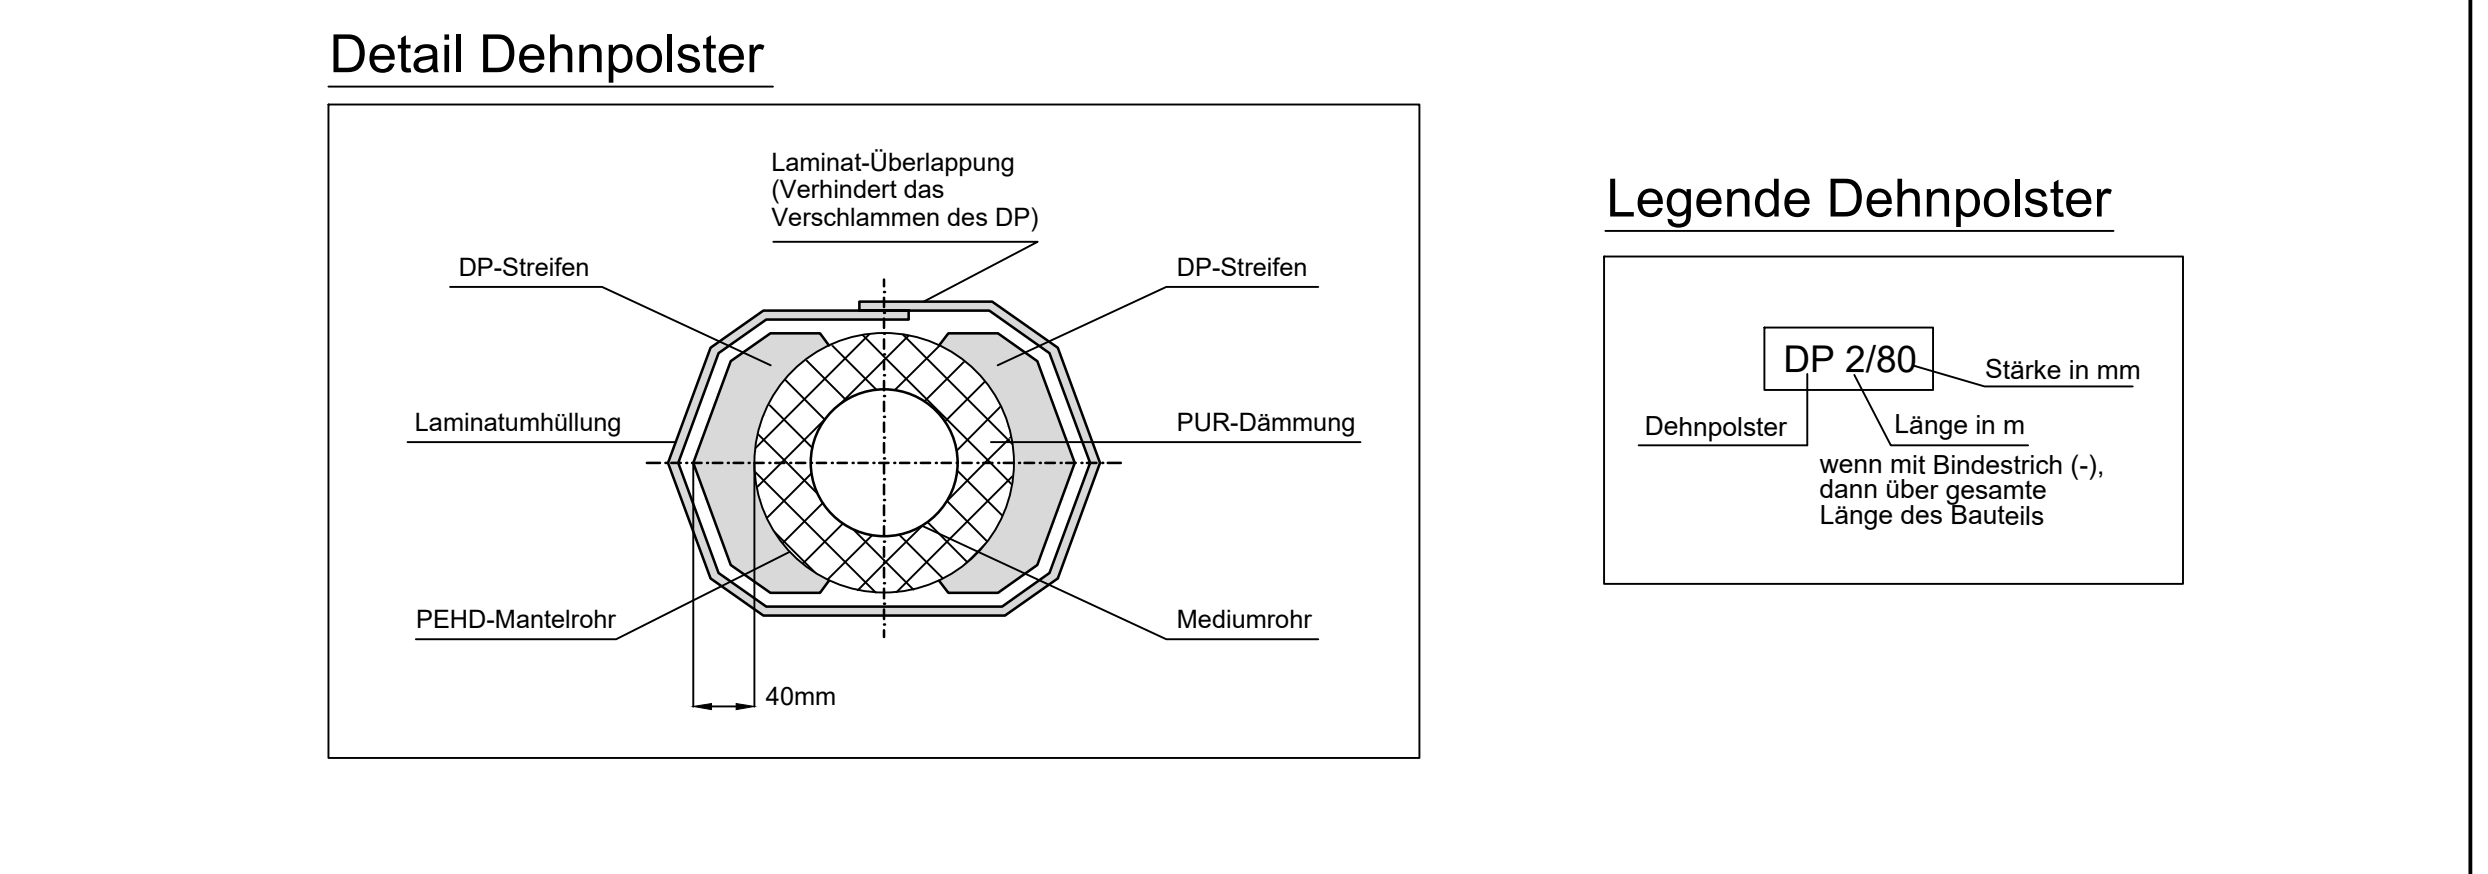 Detail Dehnpolster
Laminat-Überlappung
(Verhindert das
Verschlammen des DP)
DP-Streifen
DP-Streifen
Laminatumhüllung
PUR-Dämmung
PEHD-Mantelrohr
Mediumrohr
40mm
Legende Dehnpolster
DP 2/80
Stärke in mm
Dehnpolster
Länge in m
wenn mit Bindestrich (-),
dann über gesamte
Länge des Bauteils